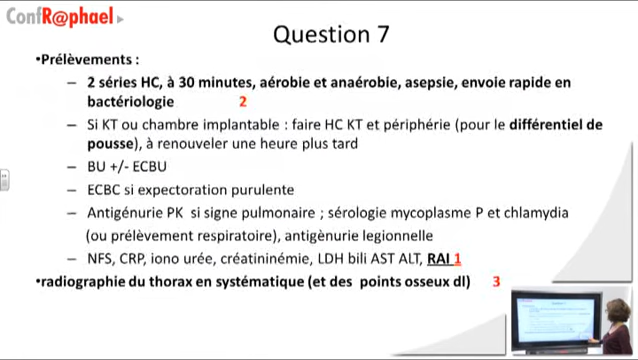 ConfR@phael
Question 7
•Prélèvements :
– 2 séries HC, à 30 minutes, aérobie et anaérobie, asepsie, envoie rapide en
bactériologie 2
– Si KT ou chambre implantable : faire HC KT et périphérie (pour le différentiel de
pousse), à renouveler une heure plus tard
– BU +/- ECBU
– ECBC si expectoration purulente
– Antigénurie PK si signe pulmonaire ; sérologie mycoplasme P et chlamydia
(ou prélèvement respiratoire), antigènurie legionnelle
– NFS, CRP, iono urée, créatininémie, LDH bili AST ALT, RAI 1
•radiographie du thorax en systématique (et des points osseux dl) 3